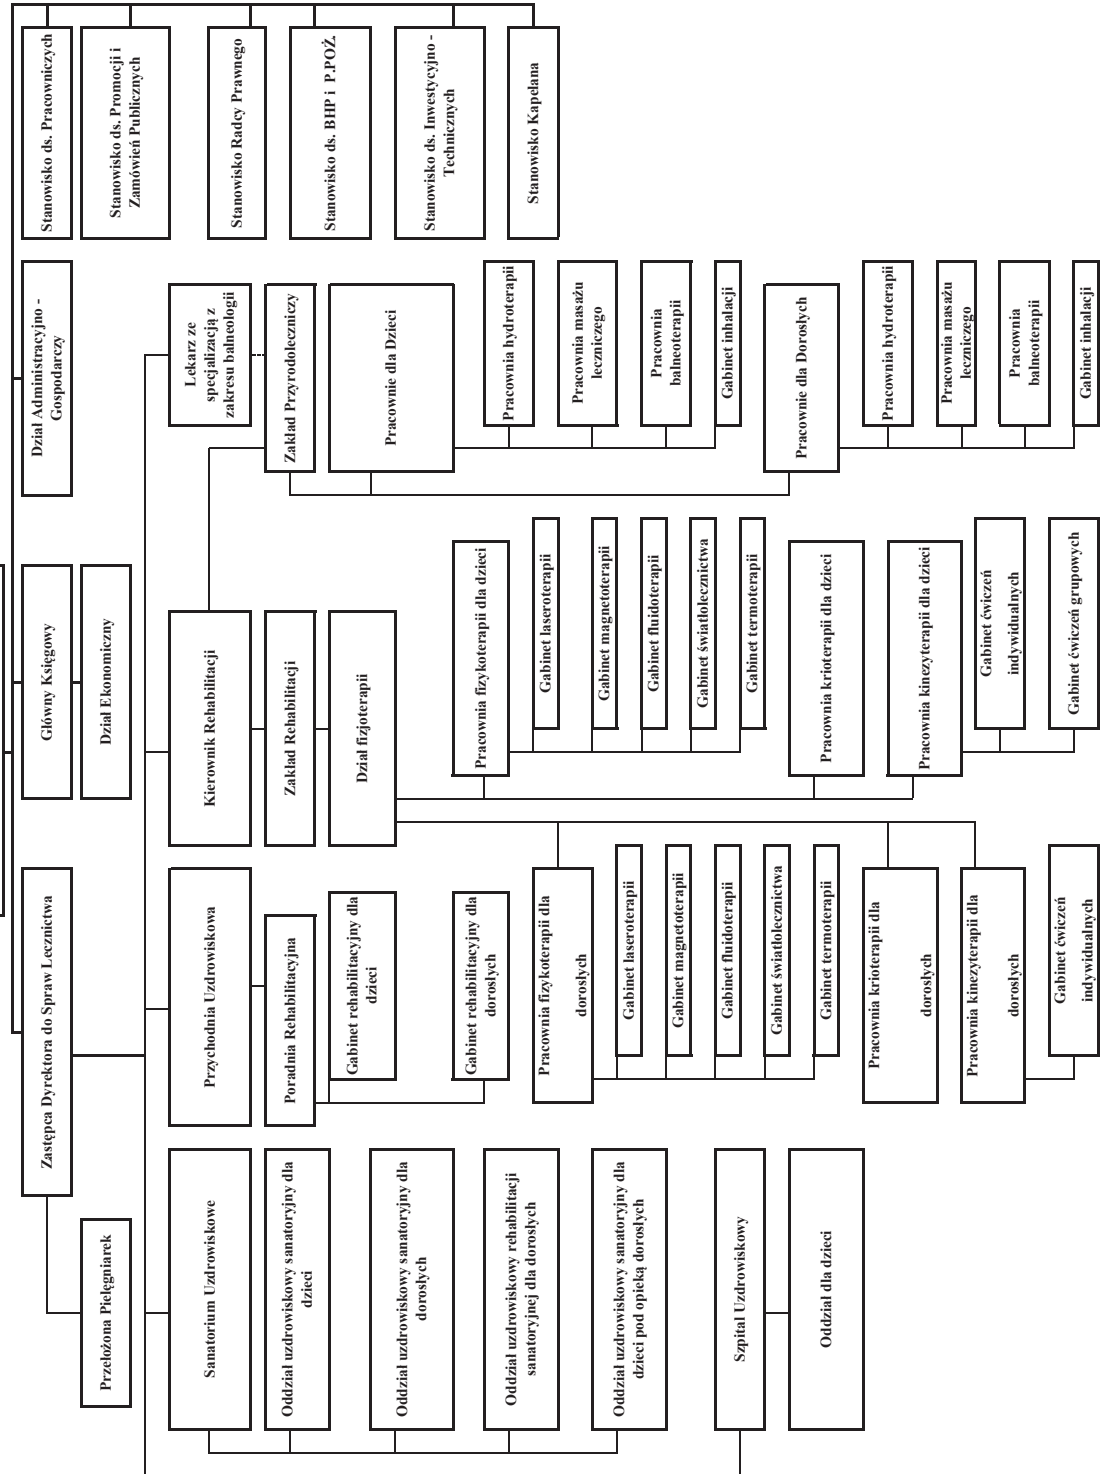 Zastępca Dyrektora do Spraw Lecznictwa
Główny Księgowy
Dział Administracyjno -
Gospodarczy
Stanowisko ds. Pracowniczych
Przełożona Pielęgniarek
Dział Ekonomiczny
Stanowisko ds. Promocji i
Zamówień Publicznych
Stanowisko Radcy Prawnego
Stanowisko ds. BHP i P.POŻ.
Stanowisko ds. Inwestycyjno -
Technicznych
Stanowisko Kapelana
Sanatorium Uzdrowiskowe
Oddział uzdrowiskowy sanatoryjny dla
dzieci
Oddział uzdrowiskowy sanatoryjny dla
dorosłych
Oddział uzdrowiskowy rehabilitacji
sanatoryjnej dla dorosłych
Oddział uzdrowiskowy sanatoryjny dla
dzieci pod opieką dorosłych
Szpital Uzdrowiskowy
Oddział dla dzieci
Przychodnia Uzdrowiskowa
Poradnia Rehabilitacyjna
Gabinet rehabilitacyjny dla
dzieci
Gabinet rehabilitacyjny dla
dorosłych
Kierownik Rehabilitacji
Zakład Rehabilitacji
Dział fizjoterapii
Pracownia fizykoterapii dla
dorosłych
Gabinet laseroterapii
Gabinet magnetoterapii
Gabinet fluidoterapii
Gabinet światłolecznictwa
Gabinet termoterapii
Pracownia krioterapii dla
dorosłych
Pracownia kinezyterapii dla
dorosłych
Gabinet ćwiczeń
indywidualnych
Pracownia fizykoterapii dla dzieci
Gabinet laseroterapii
Gabinet magnetoterapii
Gabinet fluidoterapii
Gabinet światłolecznictwa
Gabinet termoterapii
Pracownia krioterapii dla dzieci
Pracownia kinezyterapii dla dzieci
Gabinet ćwiczeń
indywidualnych
Gabinet ćwiczeń grupowych
Lekarz ze
specjalizacją z
zakresu balneologii
Zakład Przyrodoleczniczy
Pracownie dla Dzieci
Pracownia hydroterapii
Pracownia masażu
leczniczego
Pracownia
balneoterapii
Gabinet inhalacji
Pracownie dla Dorosłych
Pracownia hydroterapii
Pracownia masażu
leczniczego
Pracownia
balneoterapii
Gabinet inhalacji